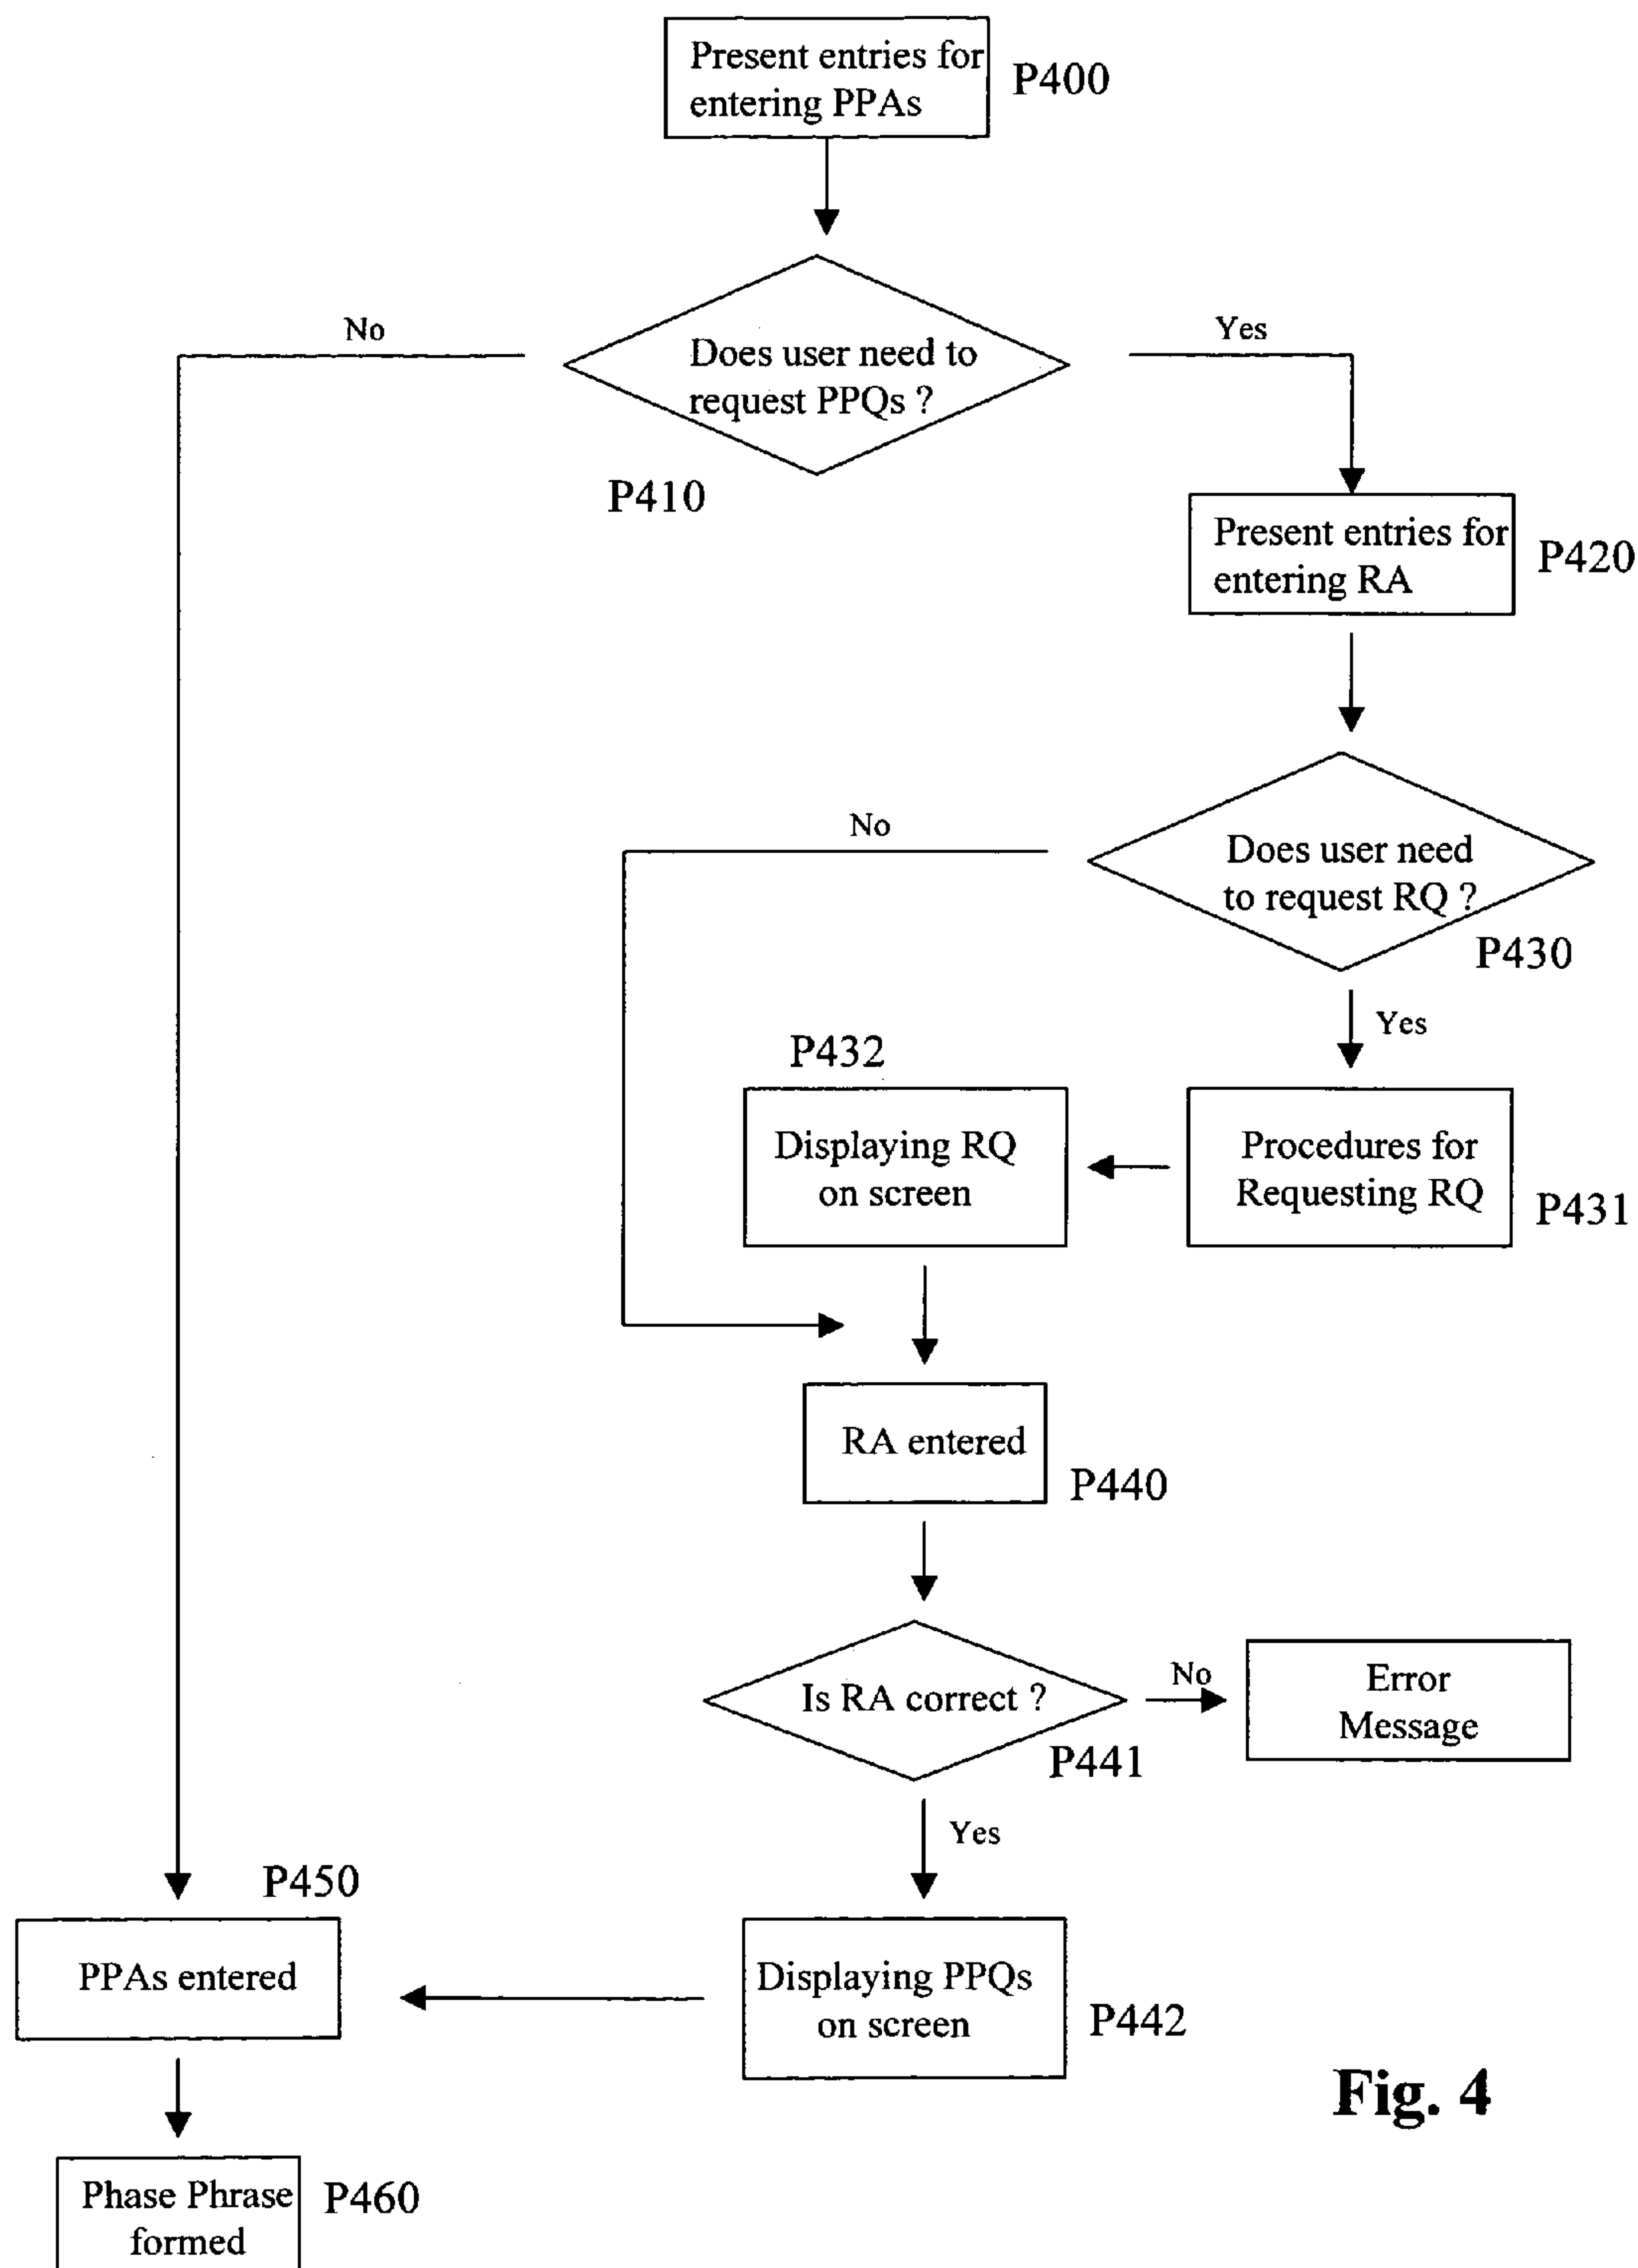 Present entries for
entering PPAs
P400
No
Yes
Does user need to
request PPQs ?
P410
Present entries for
entering RA
P420
No
Does user need
to request RQ ?
P430
Yes
P432
Displaying RQ
on screen
Procedures for
Requesting RQ
P431
RA entered
P440
Is RA correct ?
No
Error
Message
P441
Yes
P450
PPAs entered
Displaying PPQs
on screen
P442
Fig. 4
Phase Phrase
formed
P460